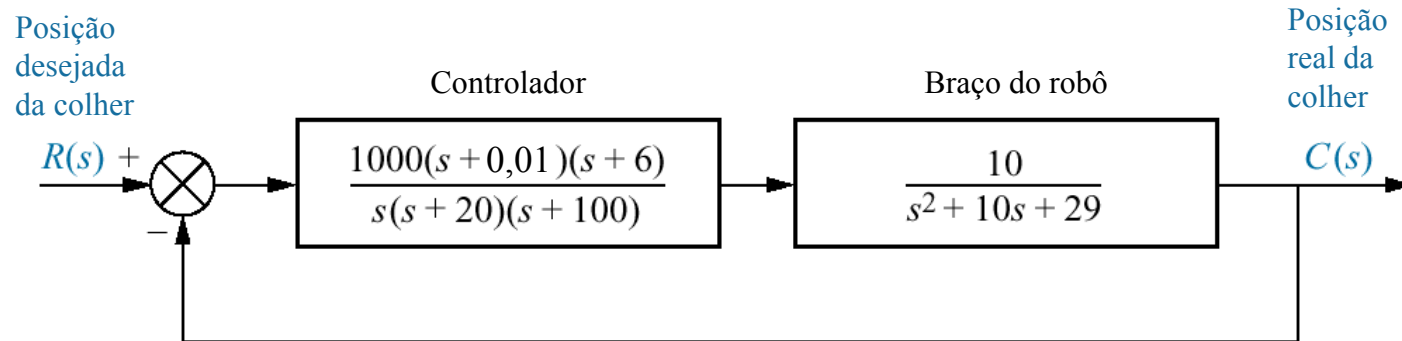 Posição
desejada
da colher
Controlador
Braço do robô
Posição
real da
colher
R(s) +
1000(s + 0,01)(s + 6)
s(s + 20)(s + 100)
10
s² + 10s + 29
C(s)
−